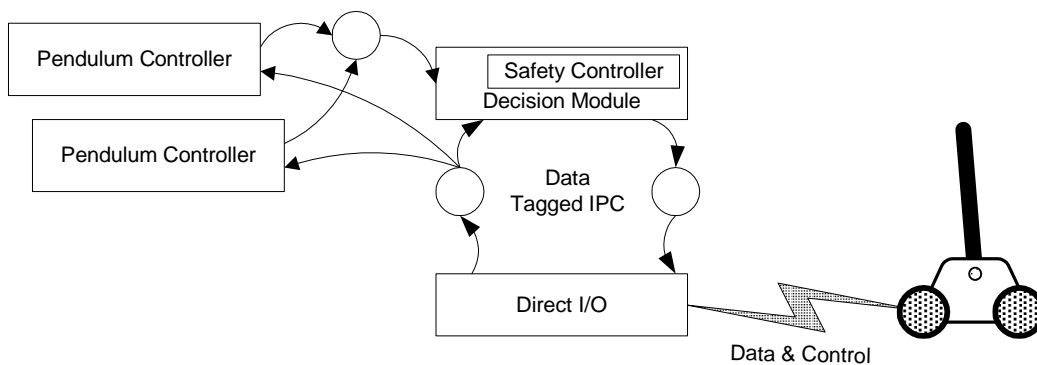 Pendulum Controller
Safety Controller
Decision Module
Pendulum Controller
Data
Tagged IPC
Direct I/O
Data & Control